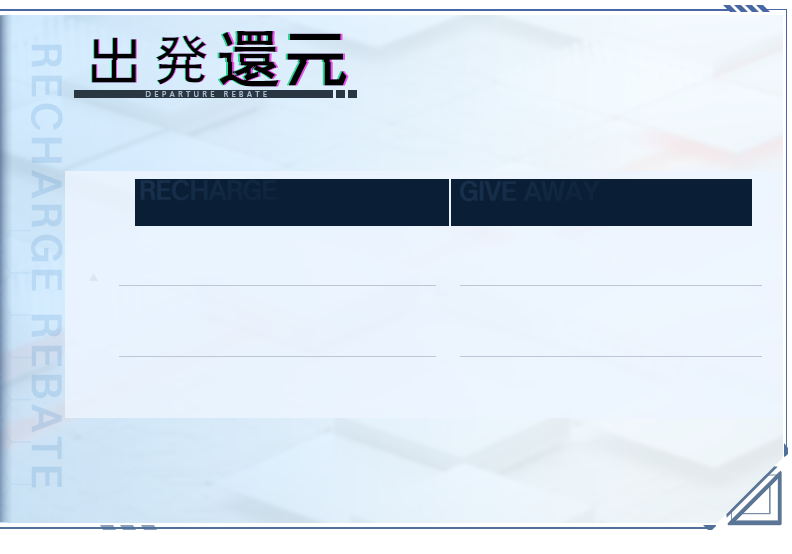 出発還元
DEPARTURE REBATE
RECHARGE REBATE
RECHARGE
GIVE AWAY